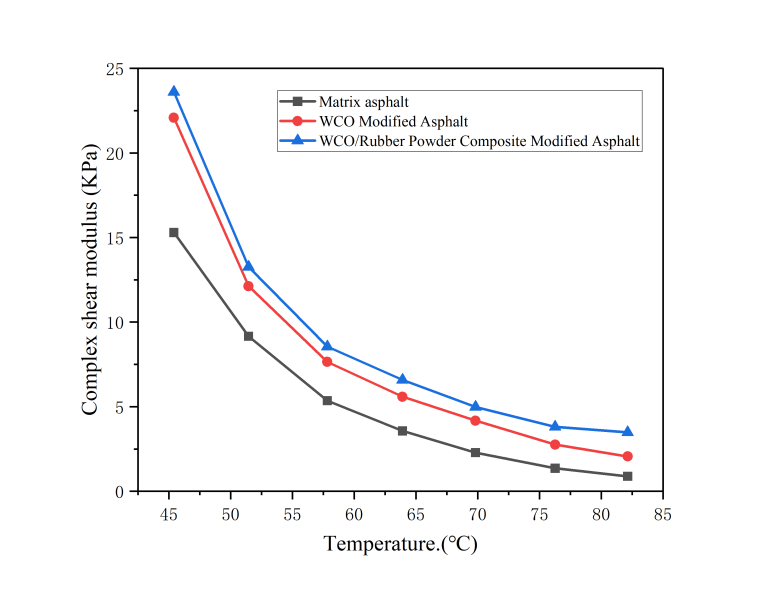 Matrix asphalt
WCO Modified Asphalt
WCO/Rubber Powder Composite Modified Asphalt
Complex shear modulus (KPa)
25
20
15
10
5
0
45 50 55 60 65 70 75 80 85
Temperature.(℃)